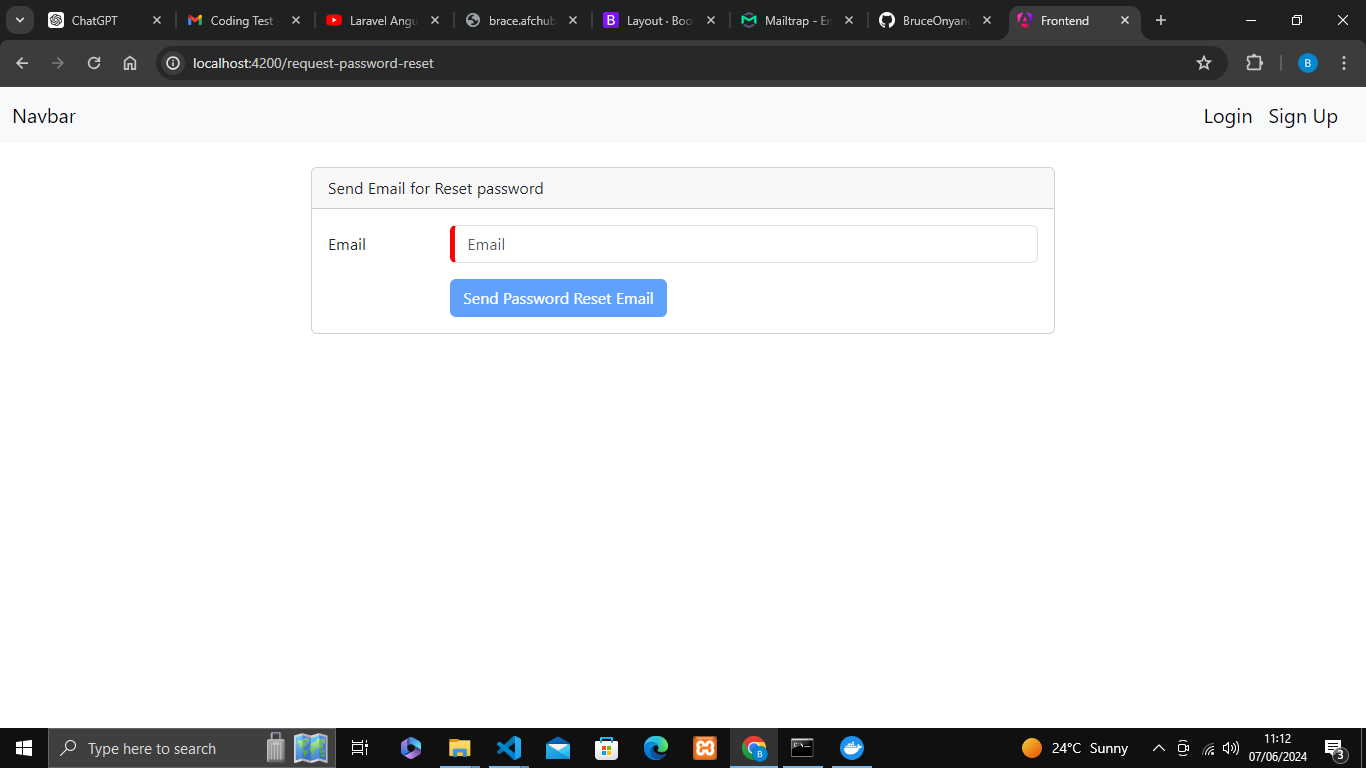 ChatGPT
Coding Test
Laravel Angu
brace.afchub
Layout · Boo
Mailtrap - En
BruceOnyan
Frontend
localhost:4200/request-password-reset
B
Navbar
Login
Sign Up
Send Email for Reset password
Email
Email
Send Password Reset Email
Type here to search
24°C Sunny
11:12
07/06/2024
3